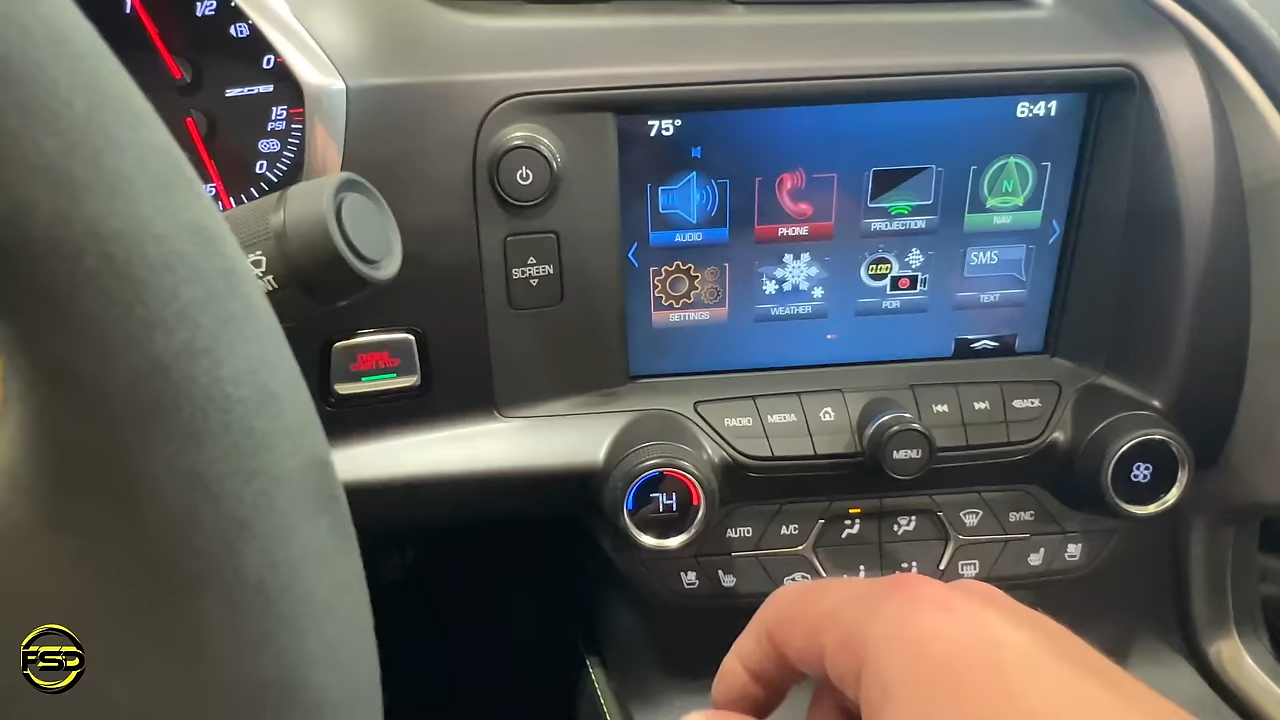 1
1/2
0
Z06
15
PSI
0
75°
6:41
AUDIO
PHONE
PROJECTION
N
NAV
SETTINGS
WEATHER
0.00
PDR
SMS
TEXT
SCREEN
ENGINE
START STOP
RADIO
MEDIA
MENU
BACK
74
AUTO
A/C
SYNC
FSD